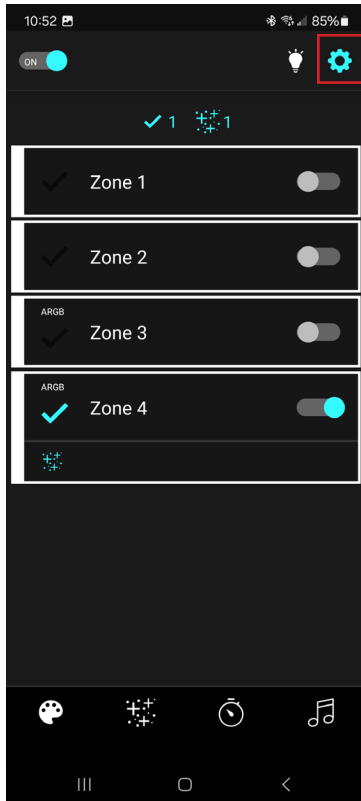 10:52 85%
ON
1 1
Zone 1
Zone 2
ARGB
Zone 3
ARGB
Zone 4